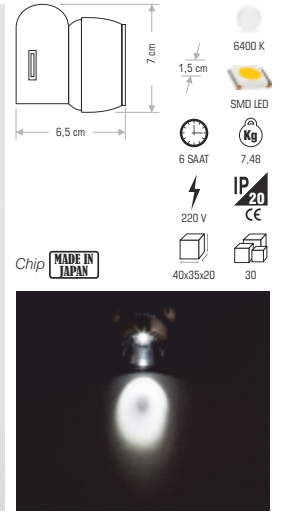 7 cm
1,5 cm
6,5 cm
6400 K
SMD LED
6 SAAT
Kg
7,48
220 V
IP
20
CE
Chip MADE IN
JAPAN
40x35x20
30